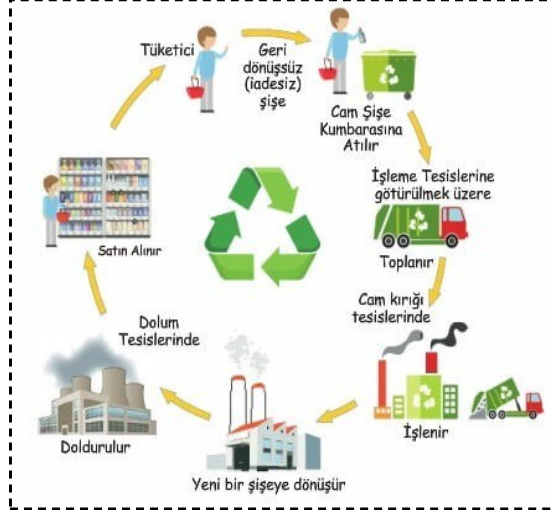 Tüketici
Geri
dönüşsüz
(iadesiz)
şişe
Cam Şişe
Kumbarasına
Atılır
İşleme Tesislerine
götürülmek üzere
Toplanır
Cam kırığı
tesislerinde
İşlenir
Yeni bir şişeye dönüşür
Dolum
Tesislerinde
Doldurulur
Satın Alınır